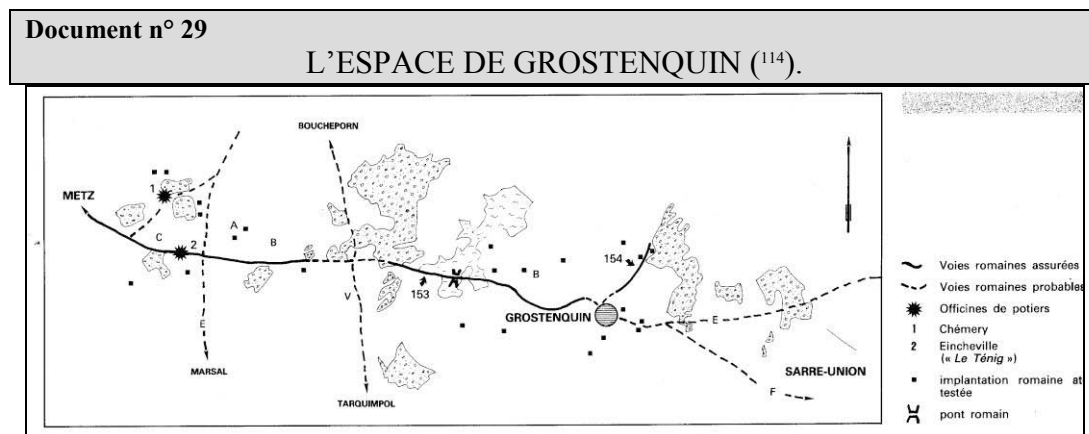 Document n° 29
L'ESPACE DE GROSTENQUIN (¹¹⁴).
BOUCHEPORN
METZ
1
C
2
A
B
E
MARSAL
V
TARQUIMPOL
153
B
154
GROSTENQUIN
E
F
SARRE-UNION
Voies romaines assurées
Voies romaines probables
Officines de potiers
1 Chémery
2 Eincheville
(« Le Ténig »)
implantation romaine at
testée
pont romain